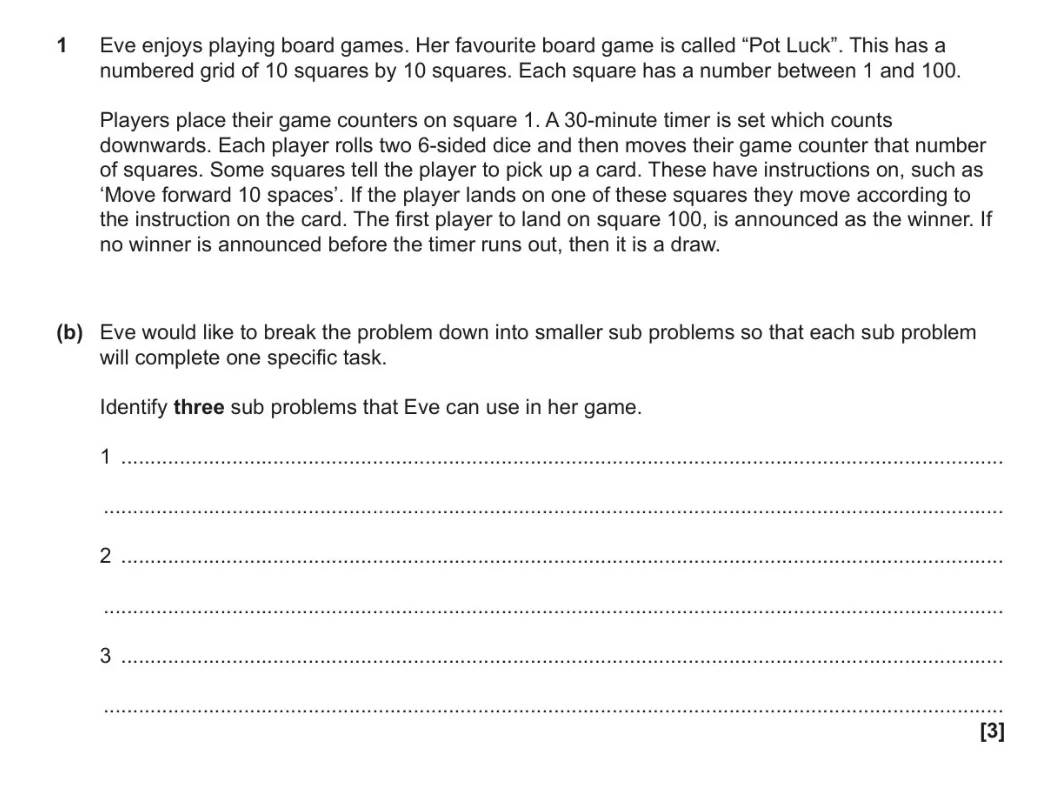 1 Eve enjoys playing board games. Her favourite board game is called “Pot Luck”. This has a
numbered grid of 10 squares by 10 squares. Each square has a number between 1 and 100.
Players place their game counters on square 1. A 30-minute timer is set which counts
downwards. Each player rolls two 6-sided dice and then moves their game counter that number
of squares. Some squares tell the player to pick up a card. These have instructions on, such as
‘Move forward 10 spaces’. If the player lands on one of these squares they move according to
the instruction on the card. The first player to land on square 100, is announced as the winner. If
no winner is announced before the timer runs out, then it is a draw.
(b) Eve would like to break the problem down into smaller sub problems so that each sub problem
will complete one specific task.
Identify three sub problems that Eve can use in her game.
1 ........................................................................................................................
........................................................................................................................
2 ........................................................................................................................
........................................................................................................................
3 ........................................................................................................................
........................................................................................................................
[3]